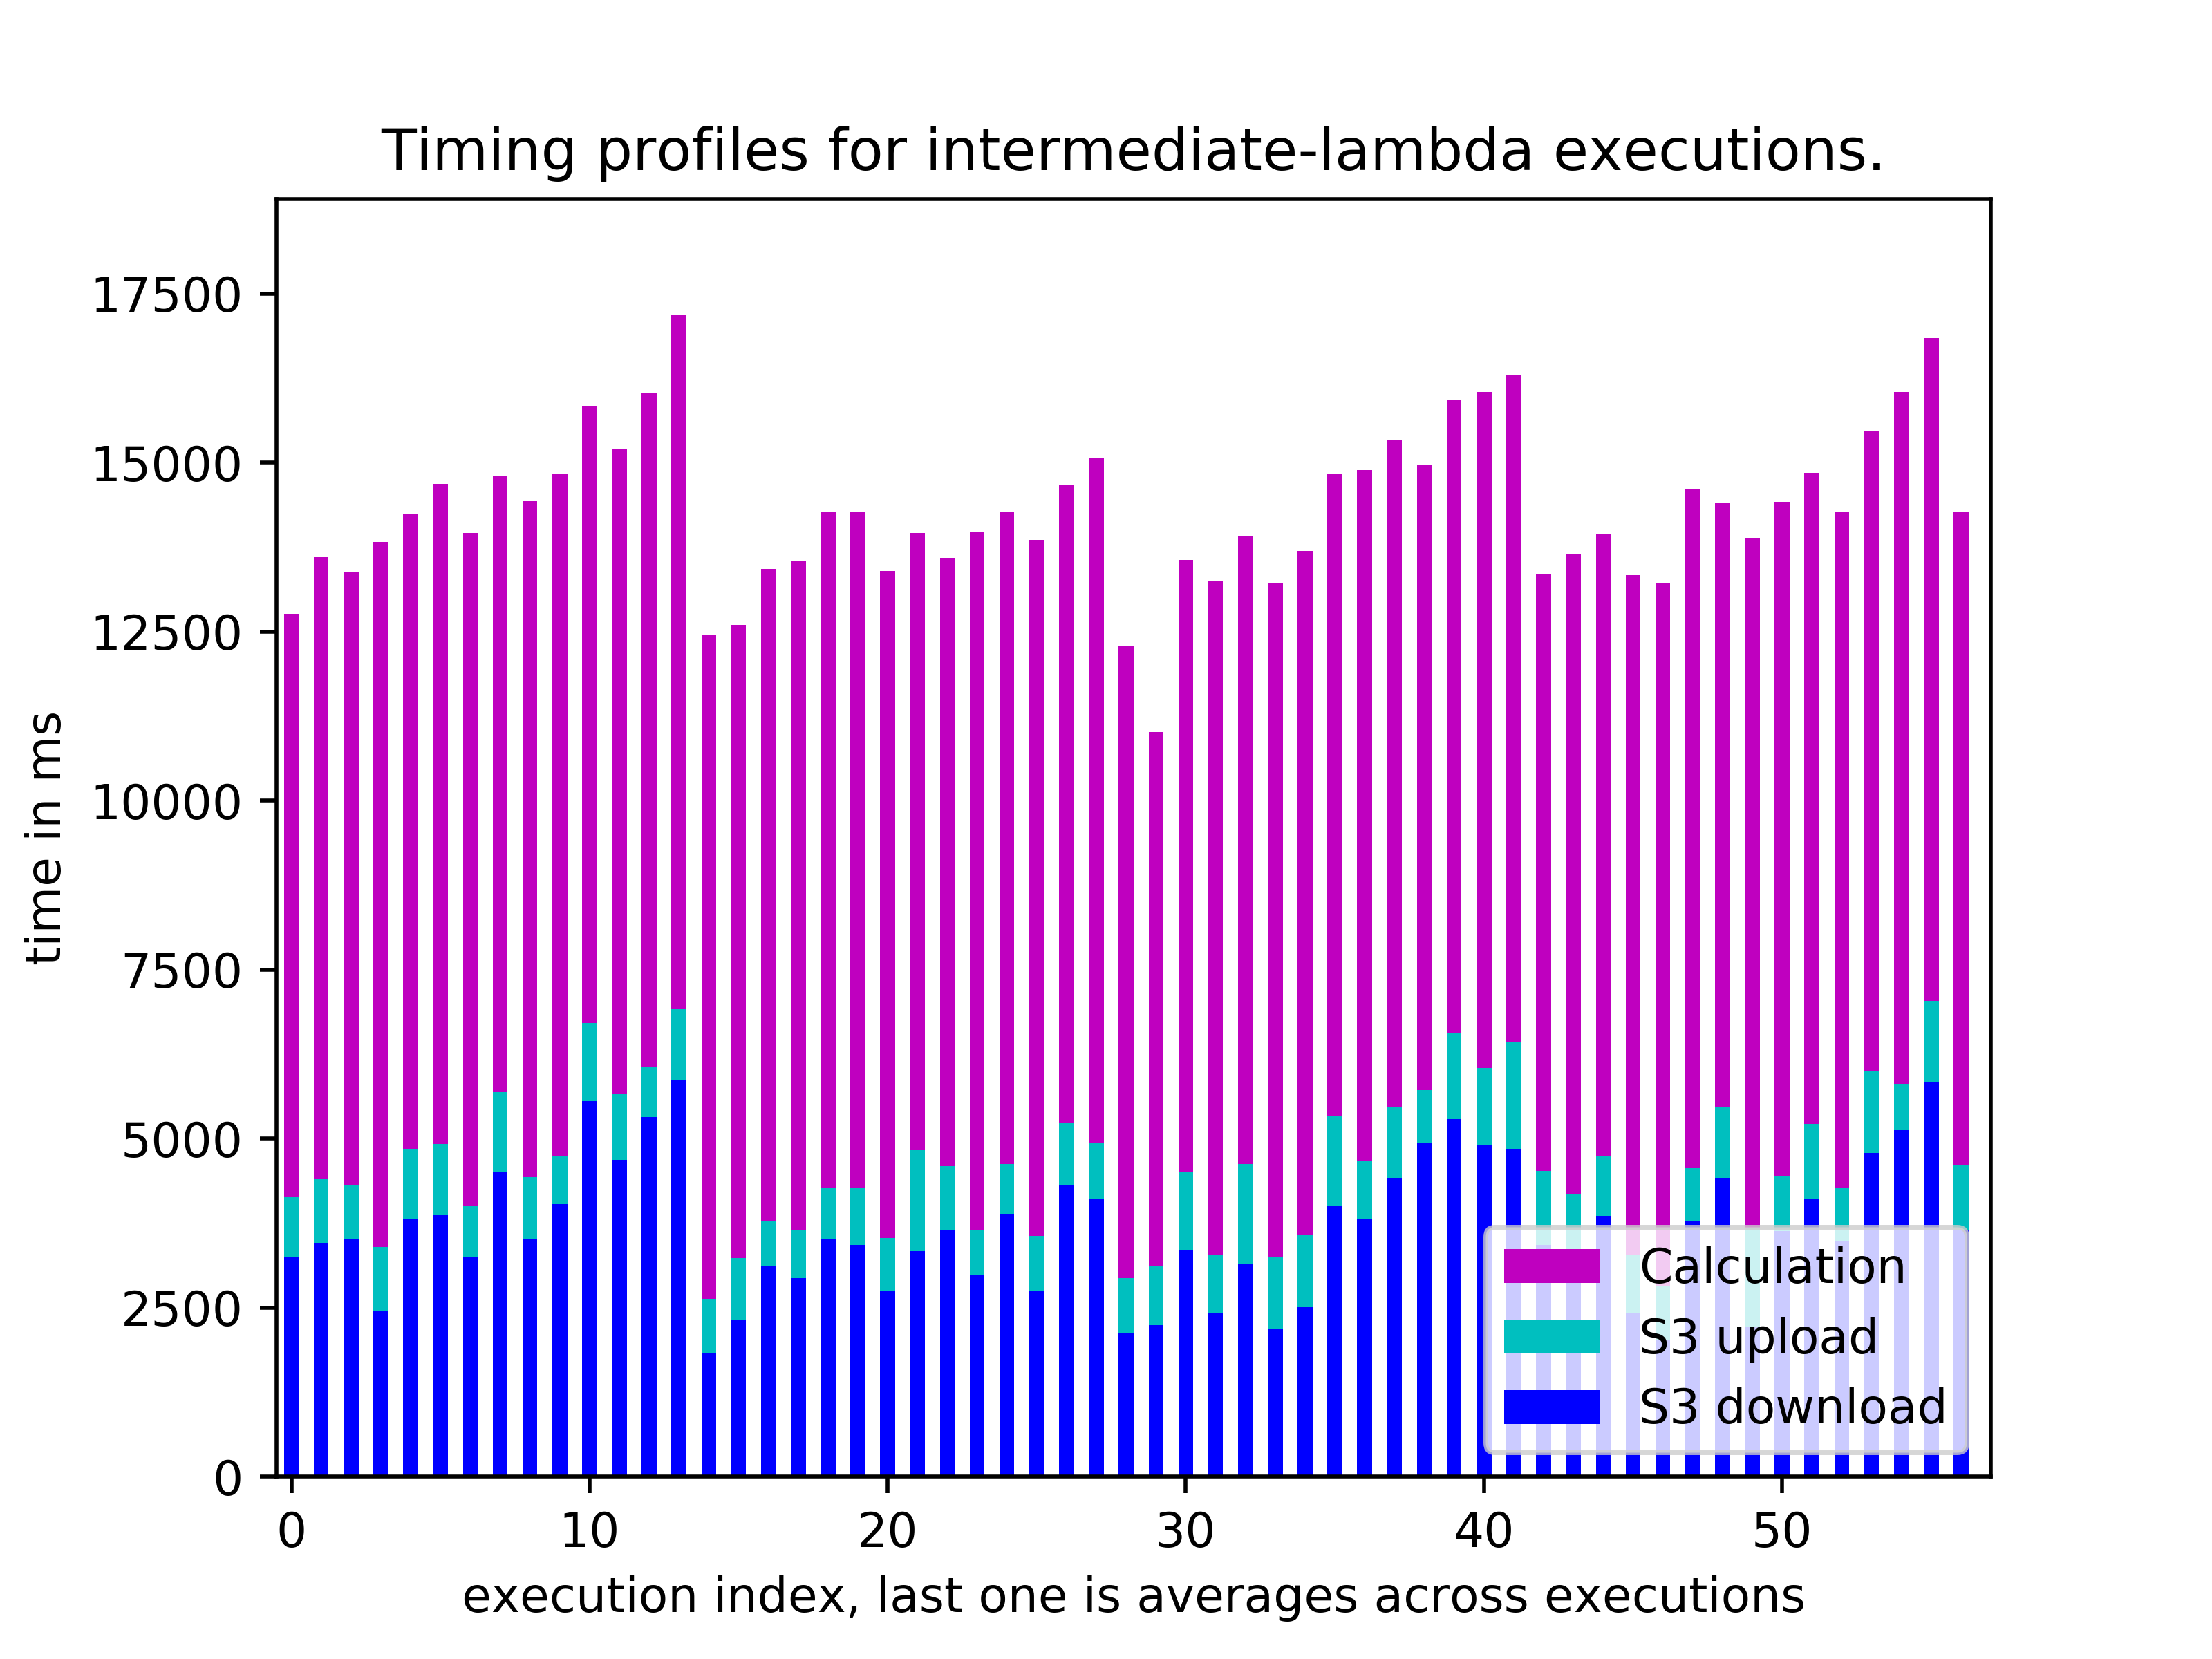 Timing profiles for intermediate-lambda executions.
17500
15000
12500
10000
7500
5000
2500
0
time in ms
Calculation
S3 upload
S3 download
0 10 20 30 40 50
execution index, last one is averages across executions